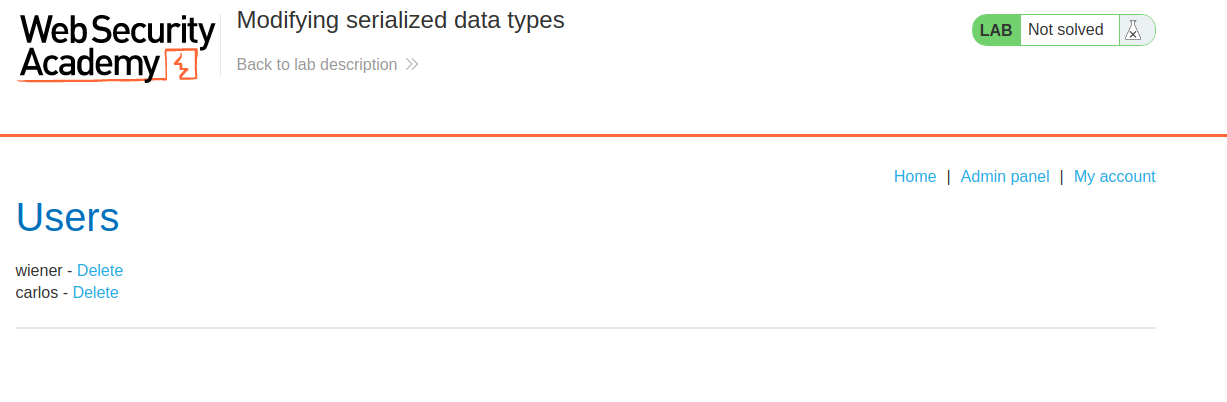 Web Security
Academy
Modifying serialized data types
Back to lab description
LAB Not solved
Home | Admin panel | My account
Users
wiener - Delete
carlos - Delete